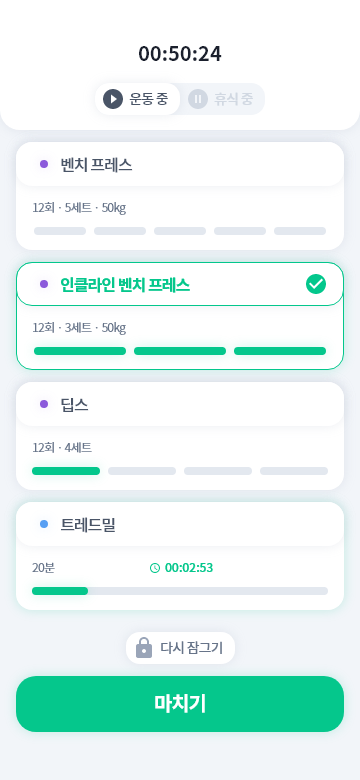 00:50:24
운동 중
휴식 중
벤치 프레스
12회 · 5세트 · 50kg
인클라인 벤치 프레스
12회 · 3세트 · 50kg
딥스
12회 · 4세트
트레드밀
20분
00:02:53
다시 잠그기
마치기